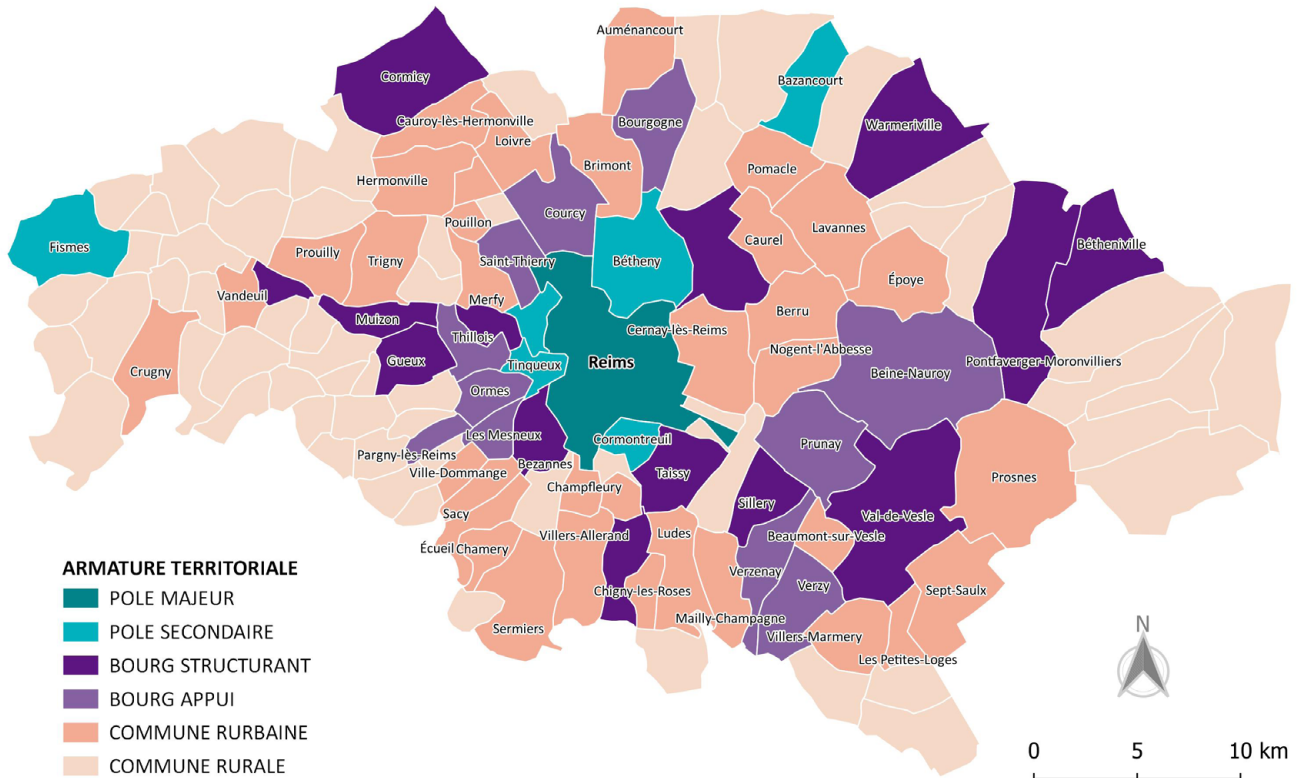 Auménancourt
Cormicy
Bazancourt
Cauroy-lès-Hermonville
Bourgogne
Warmeriville
Loivre
Brimont
Pomacle
Hermonville
Courcy
Pouillon
Lavannes
Caurel
Fismes
Prouilly
Trigny
Saint-Thierry
Bétheny
Bétheniville
Époye
Vandeuil
Merfy
Muizon
Berru
Thillois
Cernay-lès-Reims
Nogent-l'Abbesse
Gueux
Tinqueux
Reims
Pontfaverger-Moronvilliers
Crugny
Beine-Nauroy
Ormes
Les Mesneux
Cormontreuil
Prunay
Pargny-lès-Reims
Bezannes
Ville-Dommange
Taissy
Prosnes
Champfleury
Sillery
Sacy
Val-de-Vesle
Villers-Allerand
Ludes
Beaumont-sur-Vesle
Écueil
Chamery
Verzenay
Verzy
Chigny-les-Roses
Sept-Saulx
Mailly-Champagne
Sermiers
Villers-Marmery
Les Petites-Loges
ARMATURE TERRITORIALE
POLE MAJEUR
POLE SECONDAIRE
BOURG STRUCTURANT
BOURG APPUI
COMMUNE RURBAINE
COMMUNE RURALE
N
0 5 10 km